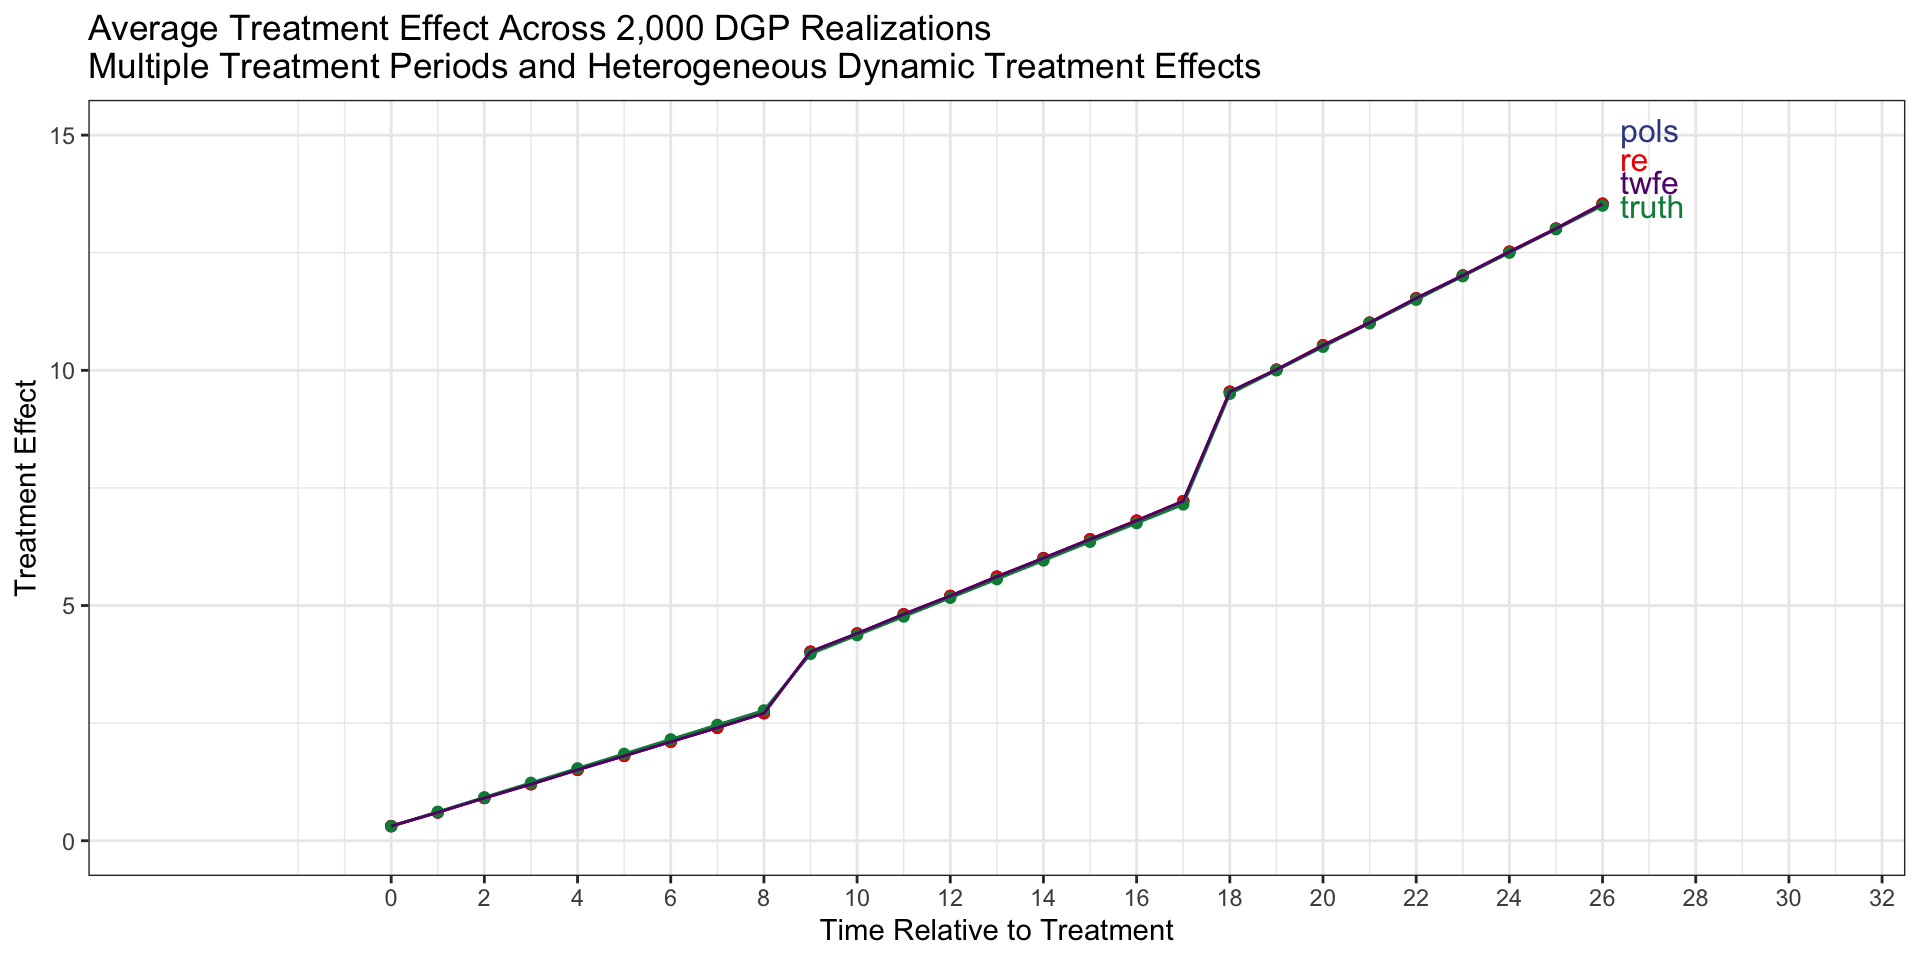 Average Treatment Effect Across 2,000 DGP Realizations
Multiple Treatment Periods and Heterogeneous Dynamic Treatment Effects
15
10
5
0
Treatment Effect
pols
re
twfe
truth
0 2 4 6 8 10 12 14 16 18 20 22 24 26 28 30 32
Time Relative to Treatment